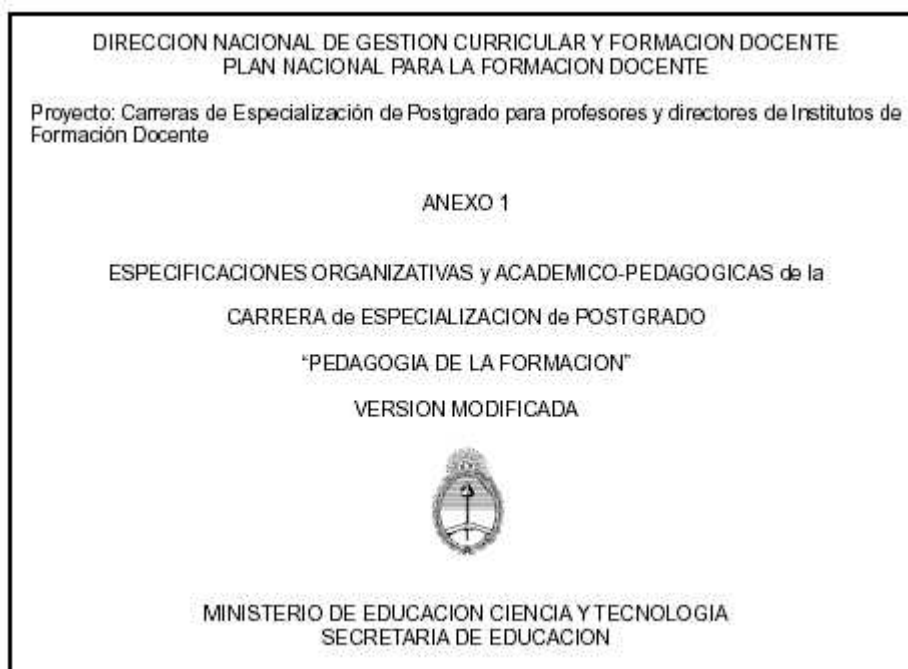 DIRECCION NACIONAL DE GESTION CURRICULAR Y FORMACION DOCENTE
PLAN NACIONAL PARA LA FORMACION DOCENTE
Proyecto: Carreras de Especialización de Postgrado para profesores y directores de Institutos de
Formación Docente
ANEXO 1
ESPECIFICACIONES ORGANIZATIVAS y ACADEMICO-PEDAGOGICAS de la
CARRERA de ESPECIALIZACION de POSTGRADO
“PEDAGOGIA DE LA FORMACION”
VERSION MODIFICADA
MINISTERIO DE EDUCACION CIENCIA Y TECNOLOGIA
SECRETARIA DE EDUCACION